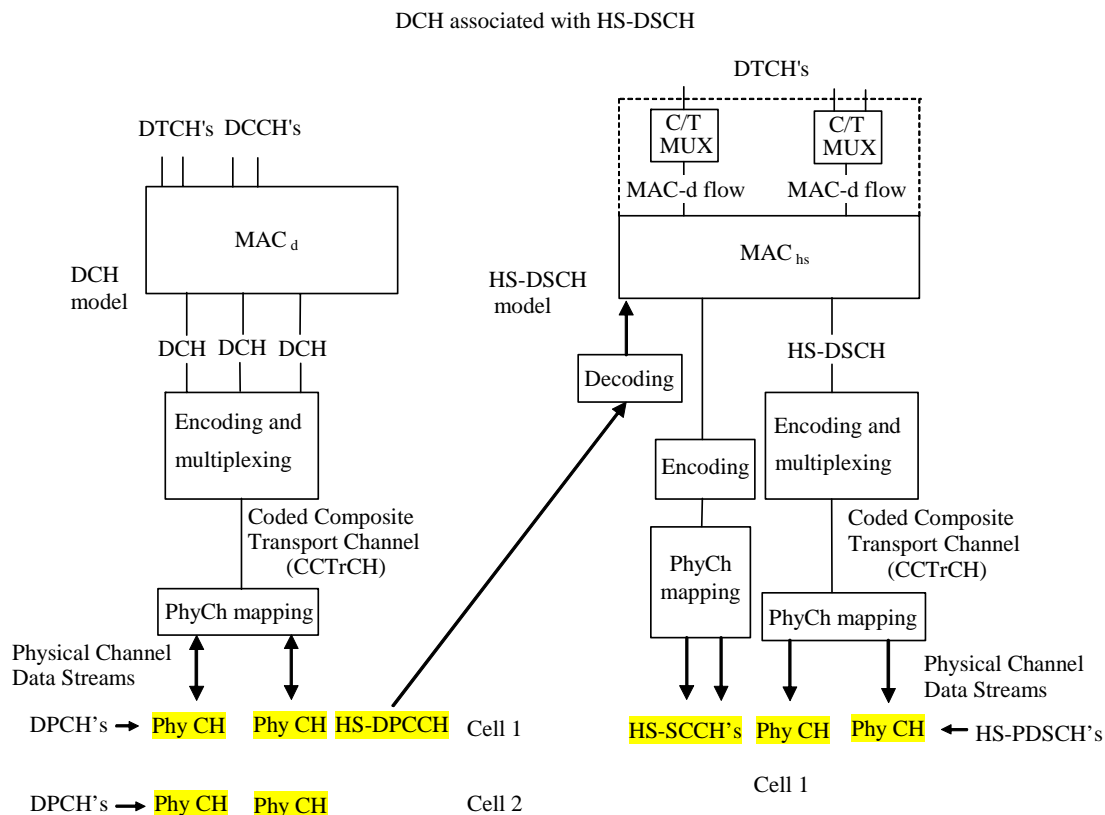 DCH associated with HS-DSCH
DTCH's DCCH's
MAC d
DCH
model
DCH DCH DCH
Encoding and
multiplexing
Coded Composite
Transport Channel
(CCTrCH)
PhyCh mapping
Physical Channel
Data Streams
DPCH's Phy CH Phy CH HS-DPCCH Cell 1
DPCH's Phy CH Phy CH Cell 2
DTCH's
C/T
MUX
C/T
MUX
MAC-d flow MAC-d flow
MAC hs
HS-DSCH
model
Decoding
HS-DSCH
Encoding
Encoding and
multiplexing
Coded Composite
Transport Channel
(CCTrCH)
PhyCh
mapping
PhyCh mapping
Physical Channel
Data Streams
HS-SCCH's Phy CH Phy CH HS-PDSCH's
Cell 1